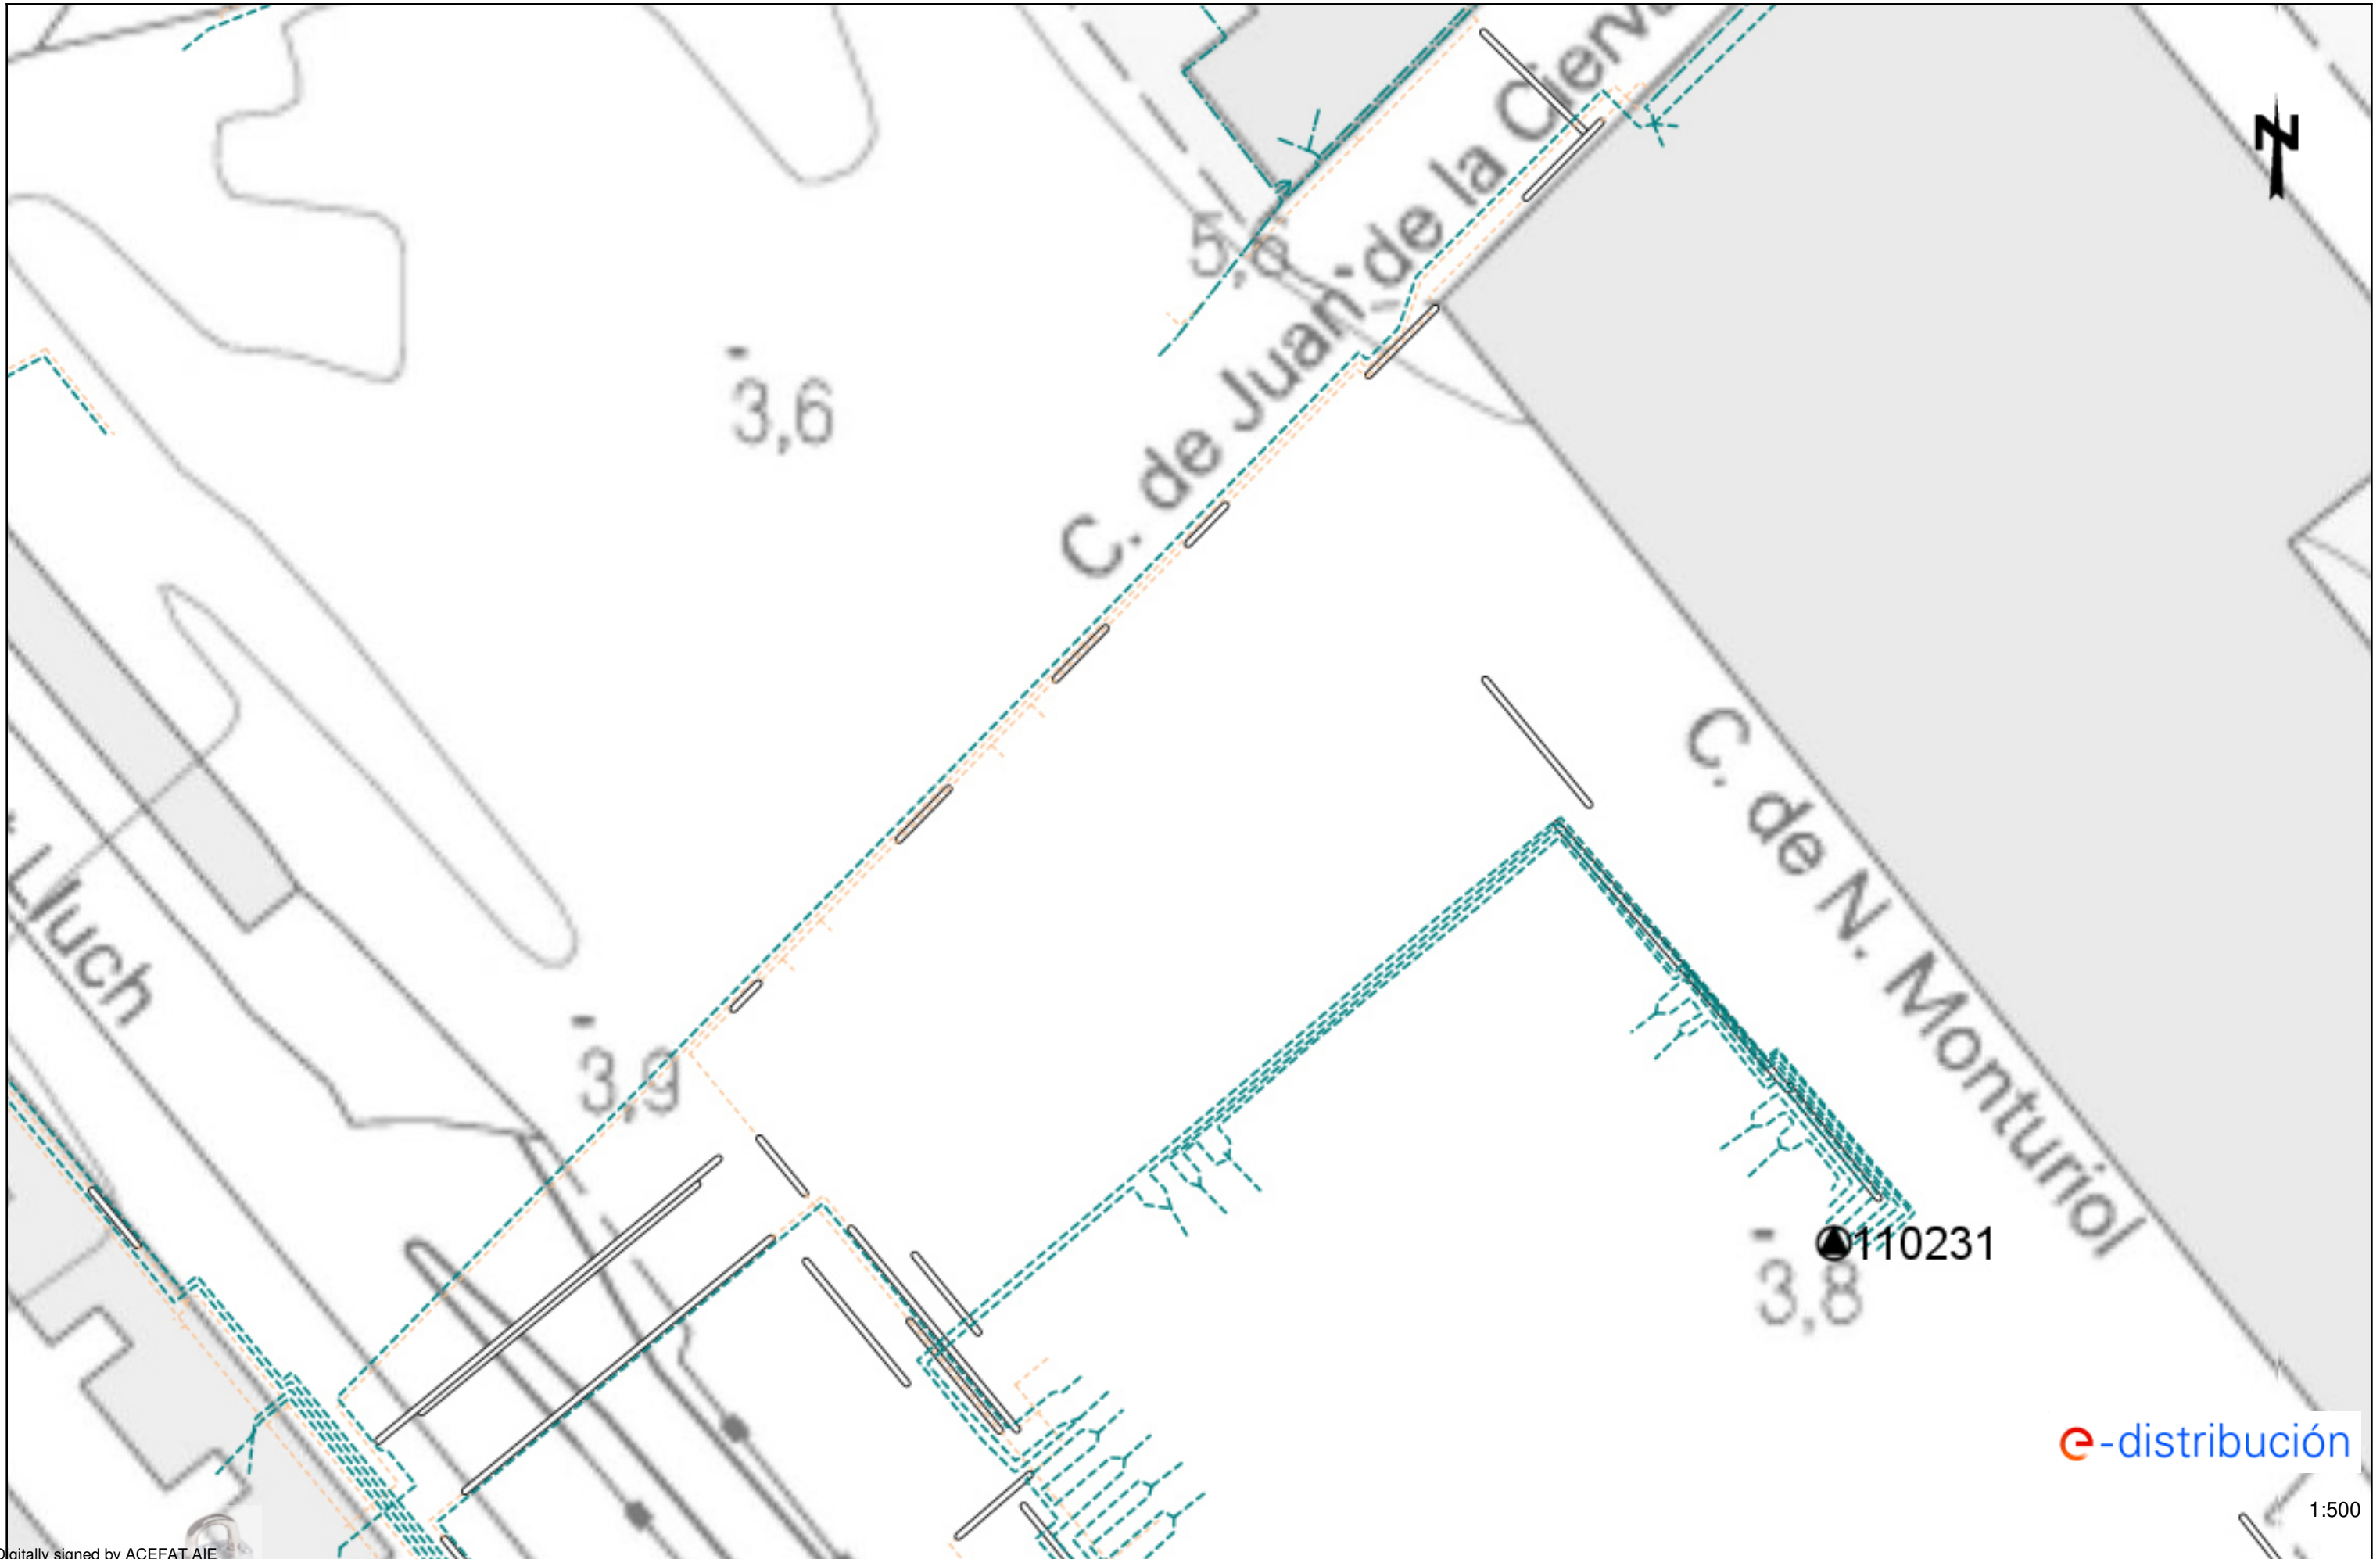 C. de Juan de la Cierva
5,6
3,6
C. de N. Monturiol
Lluch
3,9
110231
3,8
e-distribución
1:500
Digitally signed by ACEFAT, AIE
N